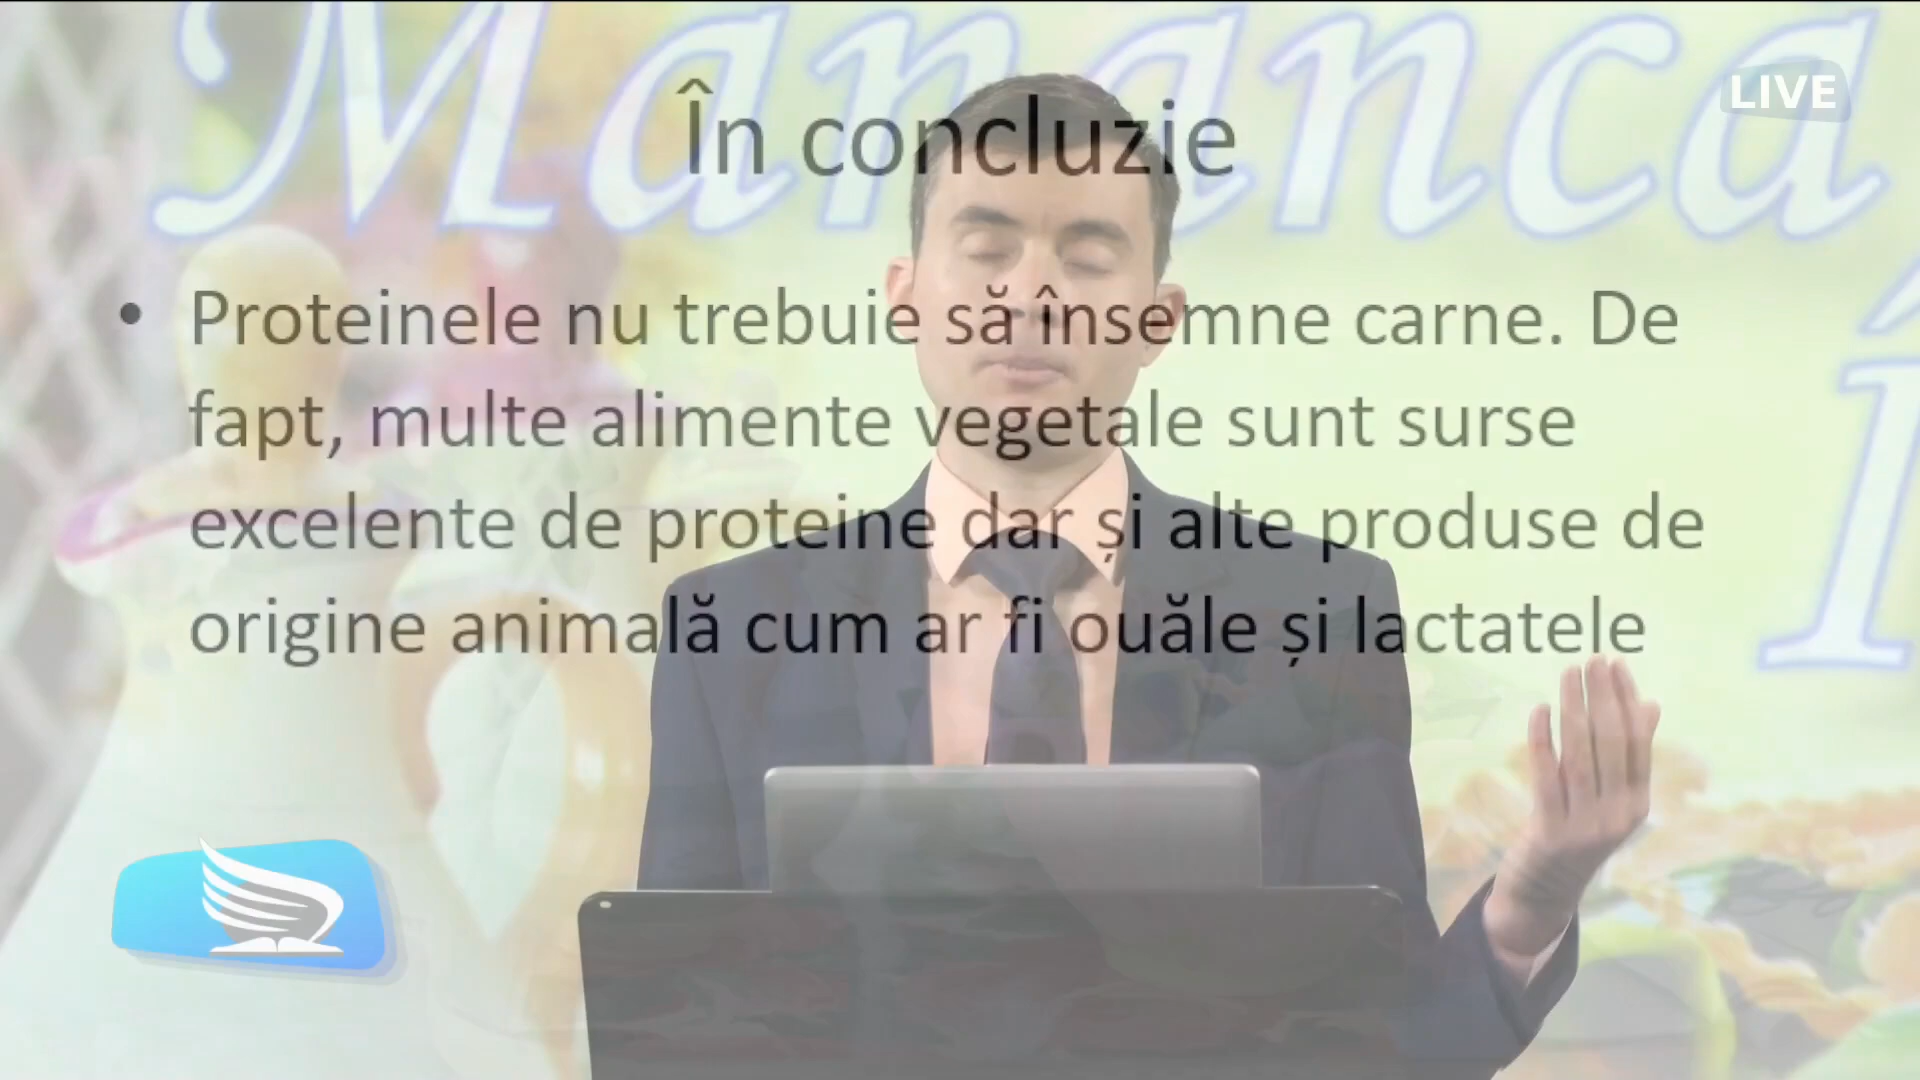 Mananca
LIVE
În concluzie
• Proteinele nu trebuie să însemne carne. De
fapt, multe alimente vegetale sunt surse
excelente de proteine dar și alte produse de
origine animală cum ar fi ouăle și lactatele